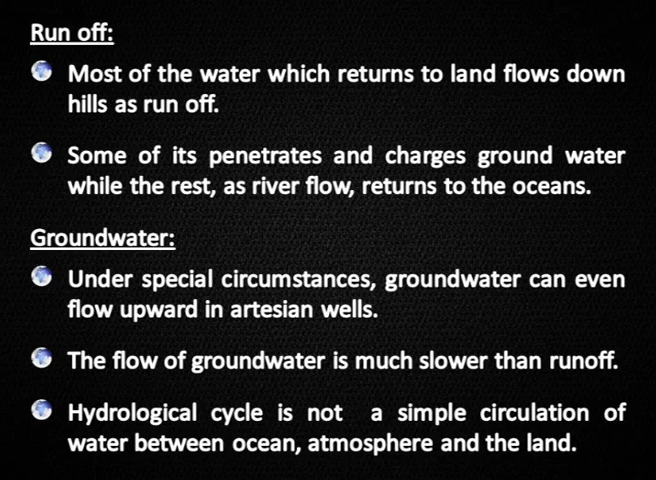 Run off:
Most of the water which returns to land flows down
hills as run off.
Some of its penetrates and charges ground water
while the rest, as river flow, returns to the oceans.
Groundwater:
Under special circumstances, groundwater can even
flow upward in artesian wells.
The flow of groundwater is much slower than runoff.
Hydrological cycle is not a simple circulation of
water between ocean, atmosphere and the land.